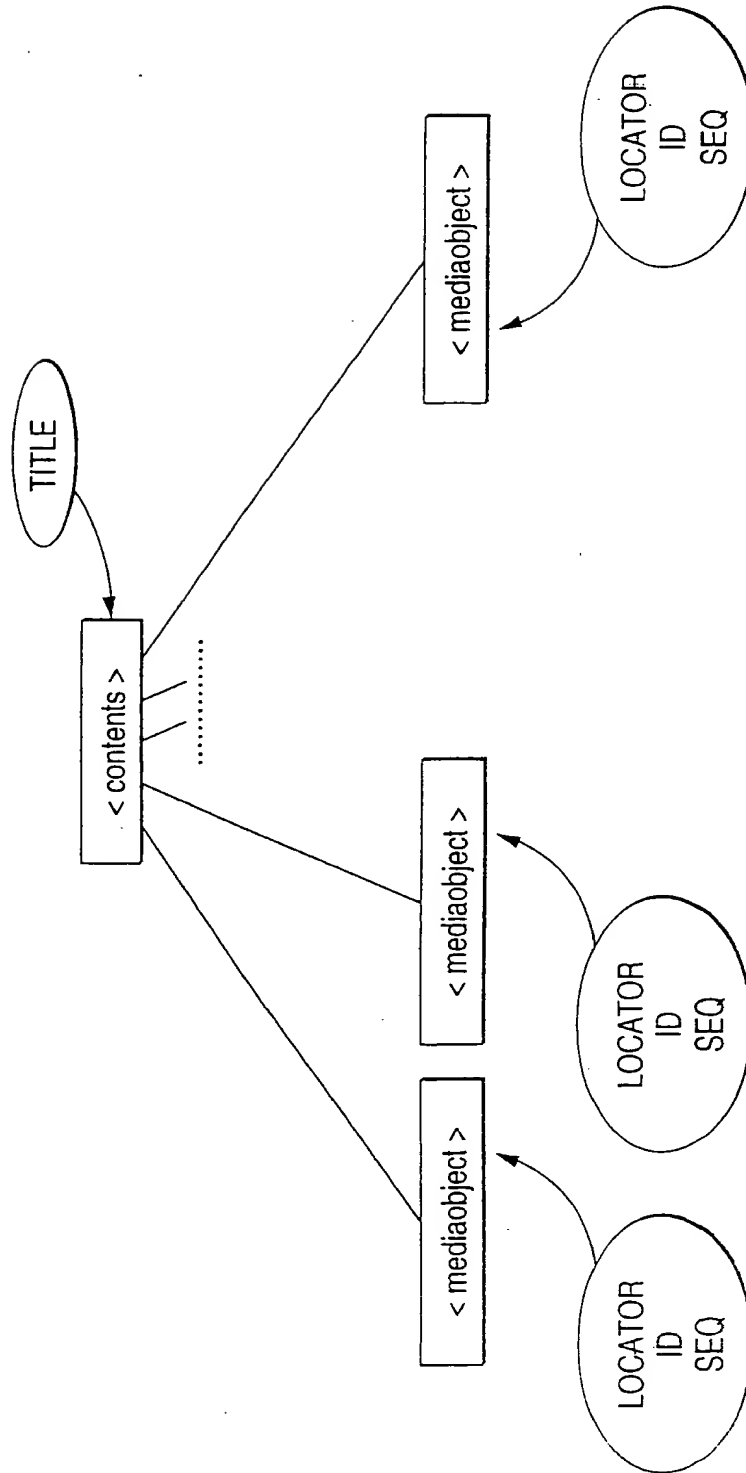 TITLE
< contents >
< mediaobject >
< mediaobject >
< mediaobject >
LOCATOR
ID
SEQ
LOCATOR
ID
SEQ
LOCATOR
ID
SEQ